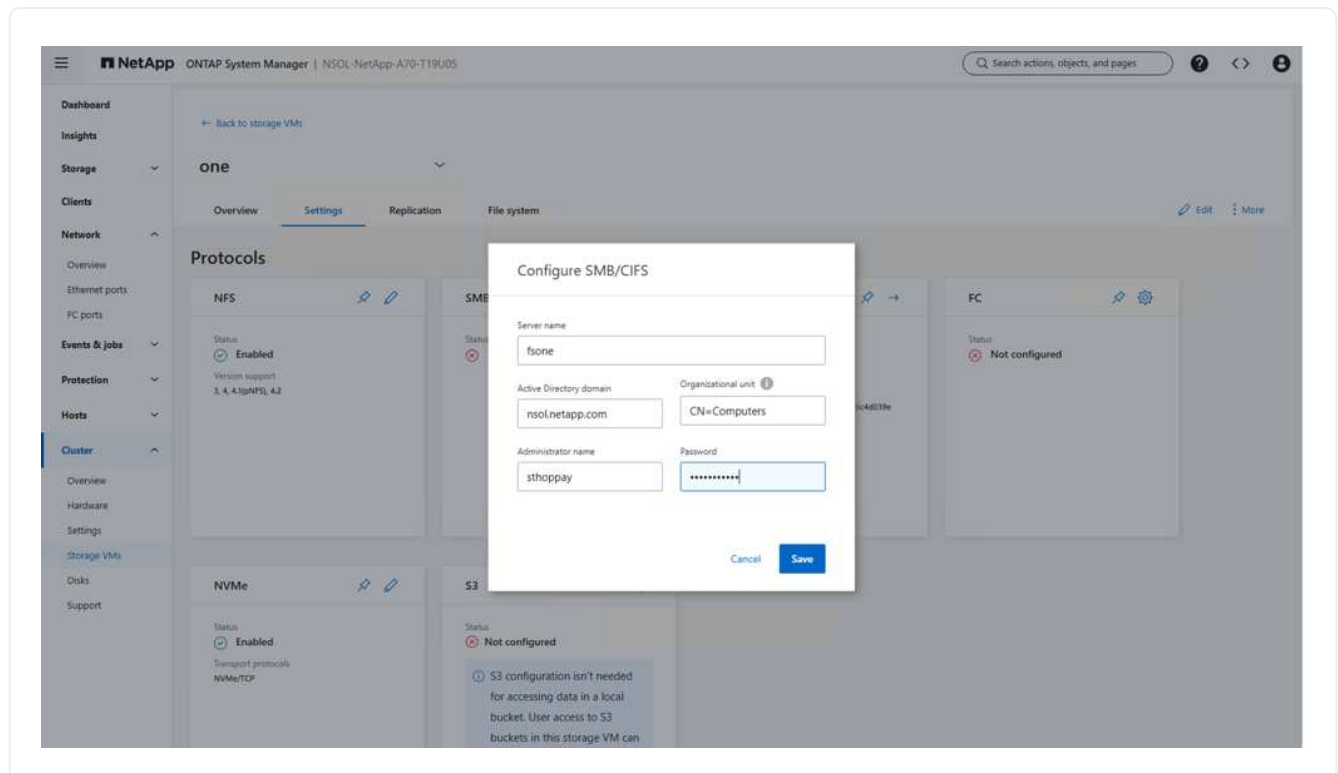 NetApp ONTAP System Manager | NSOL-NetApp-A70-T19U05
Search actions, objects, and pages
Dashboard
Insights
Storage
Clients
Network
Overview
Ethernet ports
FC ports
Events & jobs
Protection
Hosts
Cluster
Overview
Hardware
Settings
Storage VMs
Disks
Support
← Back to storage VMs
one
Overview Settings Replication File system
Edit More
Protocols
NFS
Status
Enabled
Version support
3, 4, 4.1(pNFS), 4.2
SMB
Status
Configure SMB/CIFS
Server name
fsone
Active Directory domain
nsol.netapp.com
Organizational unit
CN=Computers
Administrator name
sthoppay
Password
•••••••••••
Cancel Save
FC
Status
Not configured
NVMe
Status
Enabled
Transport protocols
NVMe/TCP
S3
Status
Not configured
S3 configuration isn't needed
for accessing data in a local
bucket. User access to S3
buckets in this storage VM can